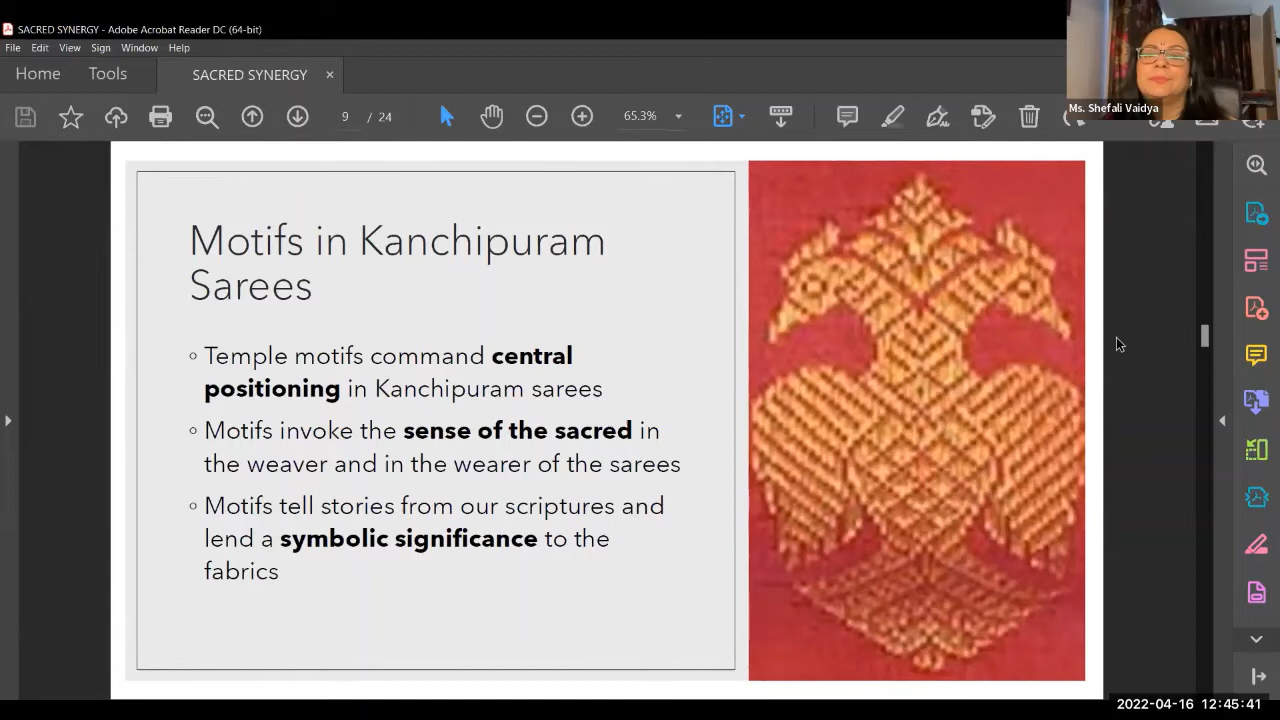 SACRED SYNERGY - Adobe Acrobat Reader DC (64-bit)
File Edit View Sign Window Help
Home Tools SACRED SYNERGY ×
9 / 24 65.3%
Ms. Shefali Vaidya
Motifs in Kanchipuram
Sarees
◦ Temple motifs command central
positioning in Kanchipuram sarees
◦ Motifs invoke the sense of the sacred in
the weaver and in the wearer of the sarees
◦ Motifs tell stories from our scriptures and
lend a symbolic significance to the
fabrics
2022-04-16 12:45:41